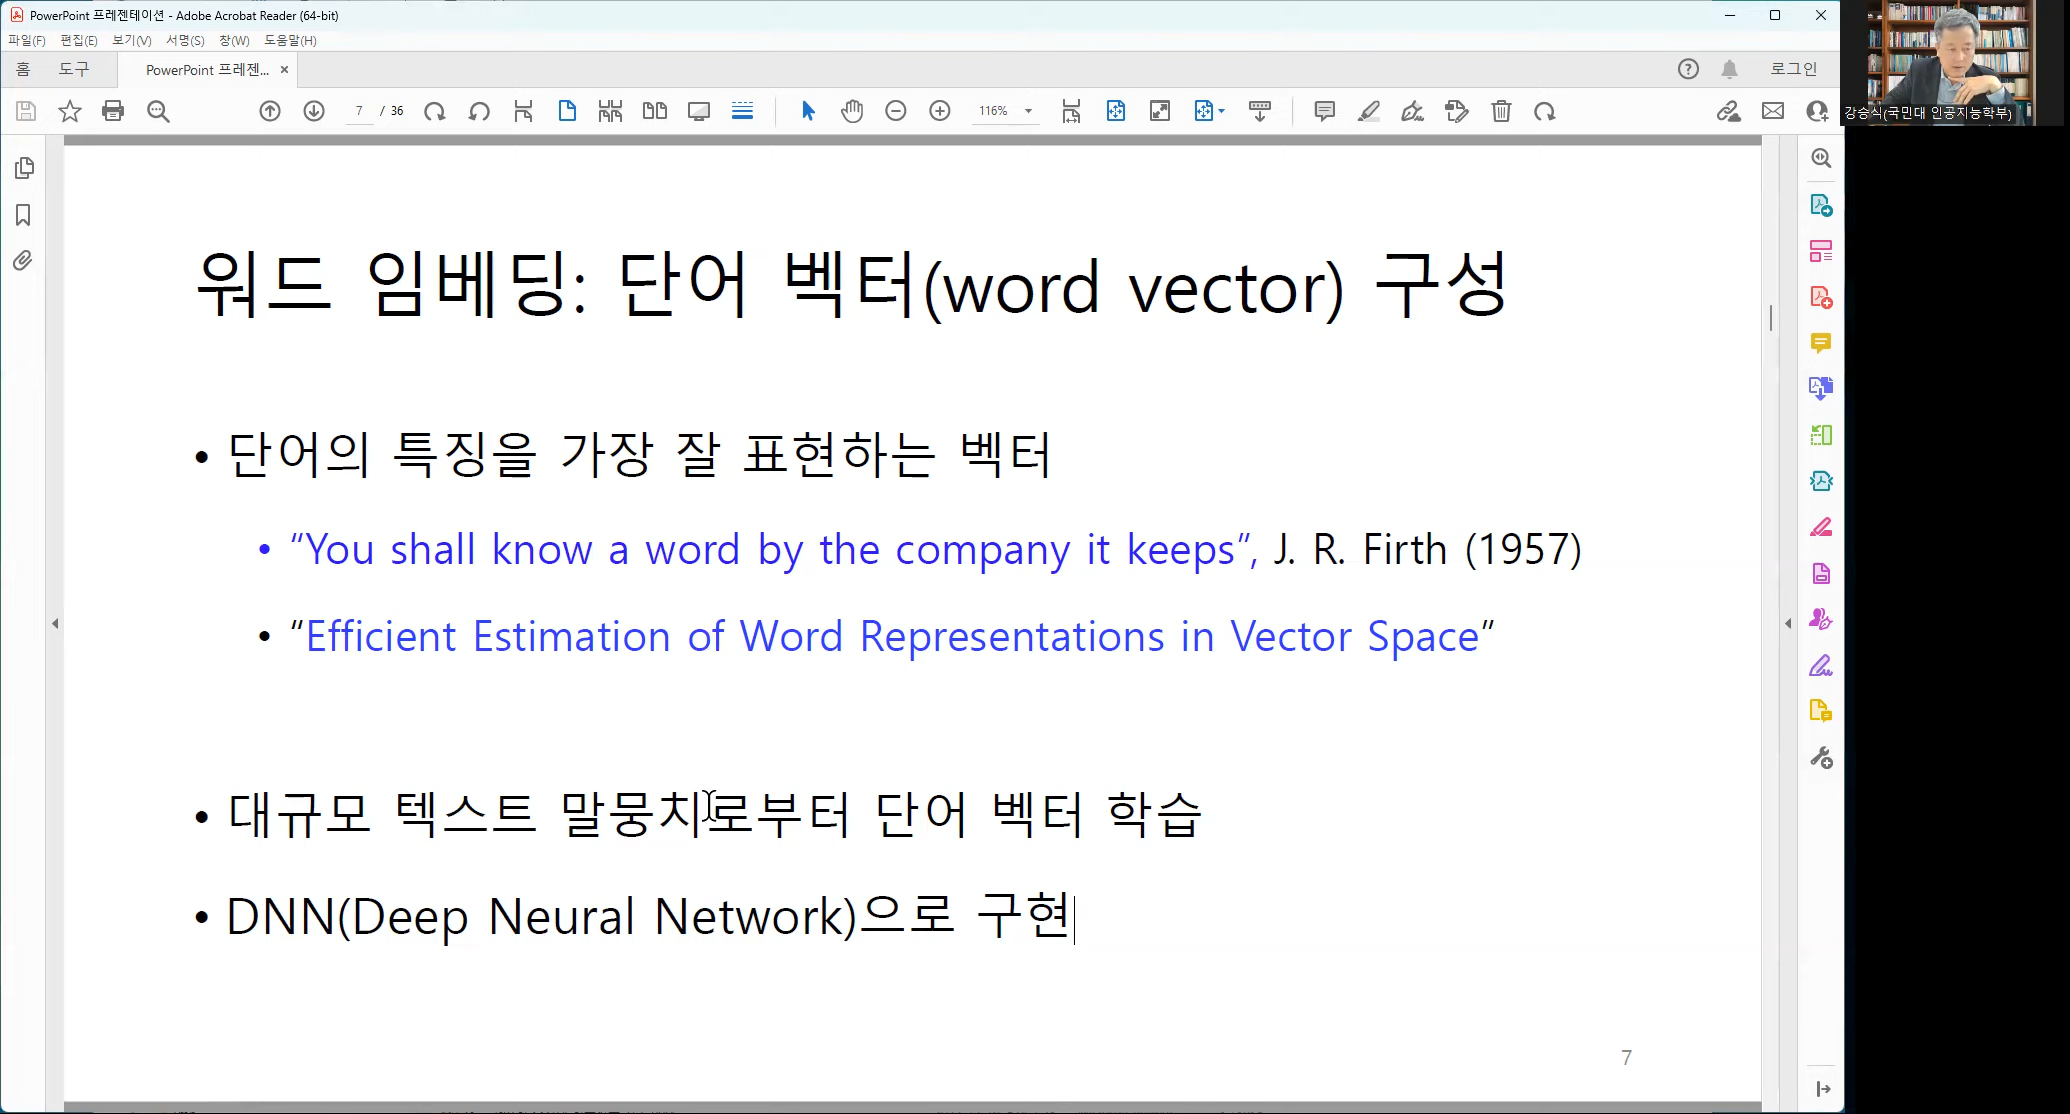 PowerPoint 프레젠테이션 - Adobe Acrobat Reader (64-bit)
파일(F) 편집(E) 보기(V) 서명(S) 창(W) 도움말(H)
홈 도구 PowerPoint 프레젠... × 로그인
7 / 36 116%
강승식(국민대 인공지능학부)
워드 임베딩: 단어 벡터(word vector) 구성
• 단어의 특징을 가장 잘 표현하는 벡터
• “You shall know a word by the company it keeps”, J. R. Firth (1957)
• “Efficient Estimation of Word Representations in Vector Space”
• 대규모 텍스트 말뭉치로부터 단어 벡터 학습
• DNN(Deep Neural Network)으로 구현
7